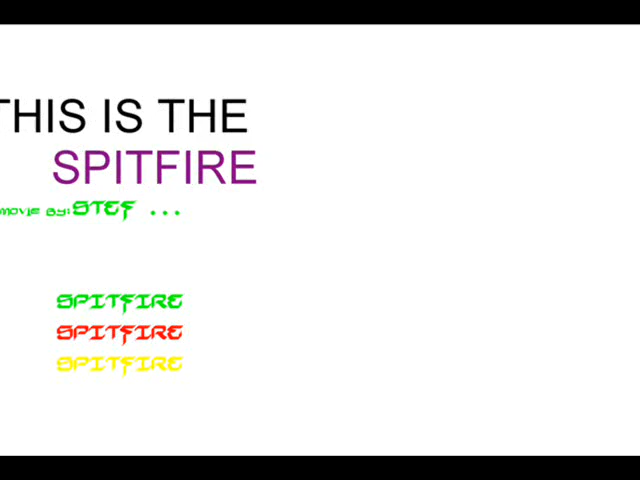 THIS IS THE
SPITFIRE
MOVIE BY: STEF ...
SPITFIRE
SPITFIRE
SPITFIRE